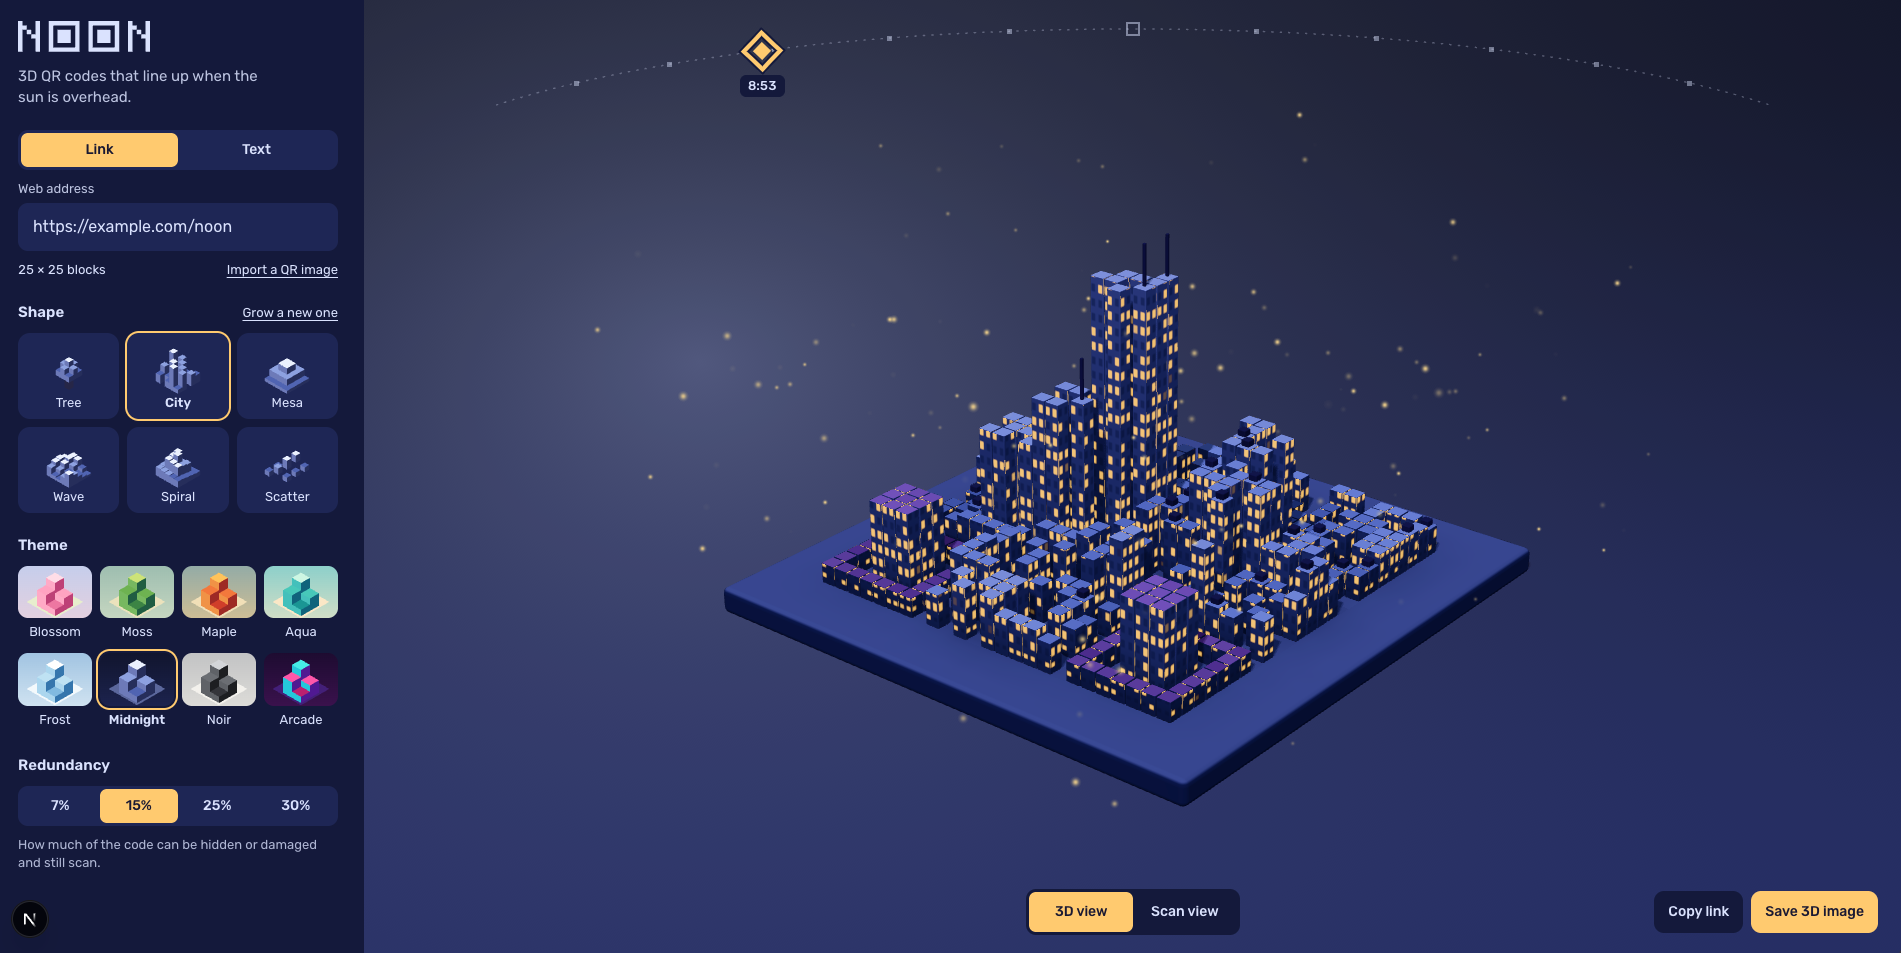 NOON
3D QR codes that line up when the
sun is overhead.
Link
Text
Web address
https://example.com/noon
25 × 25 blocks
Import a QR image
Shape
Grow a new one
Tree
City
Mesa
Wave
Spiral
Scatter
Theme
Blossom
Moss
Maple
Aqua
Frost
Midnight
Noir
Arcade
Redundancy
7%
15%
25%
30%
How much of the code can be hidden or damaged
and still scan.
N
8:53
3D view
Scan view
Copy link
Save 3D image